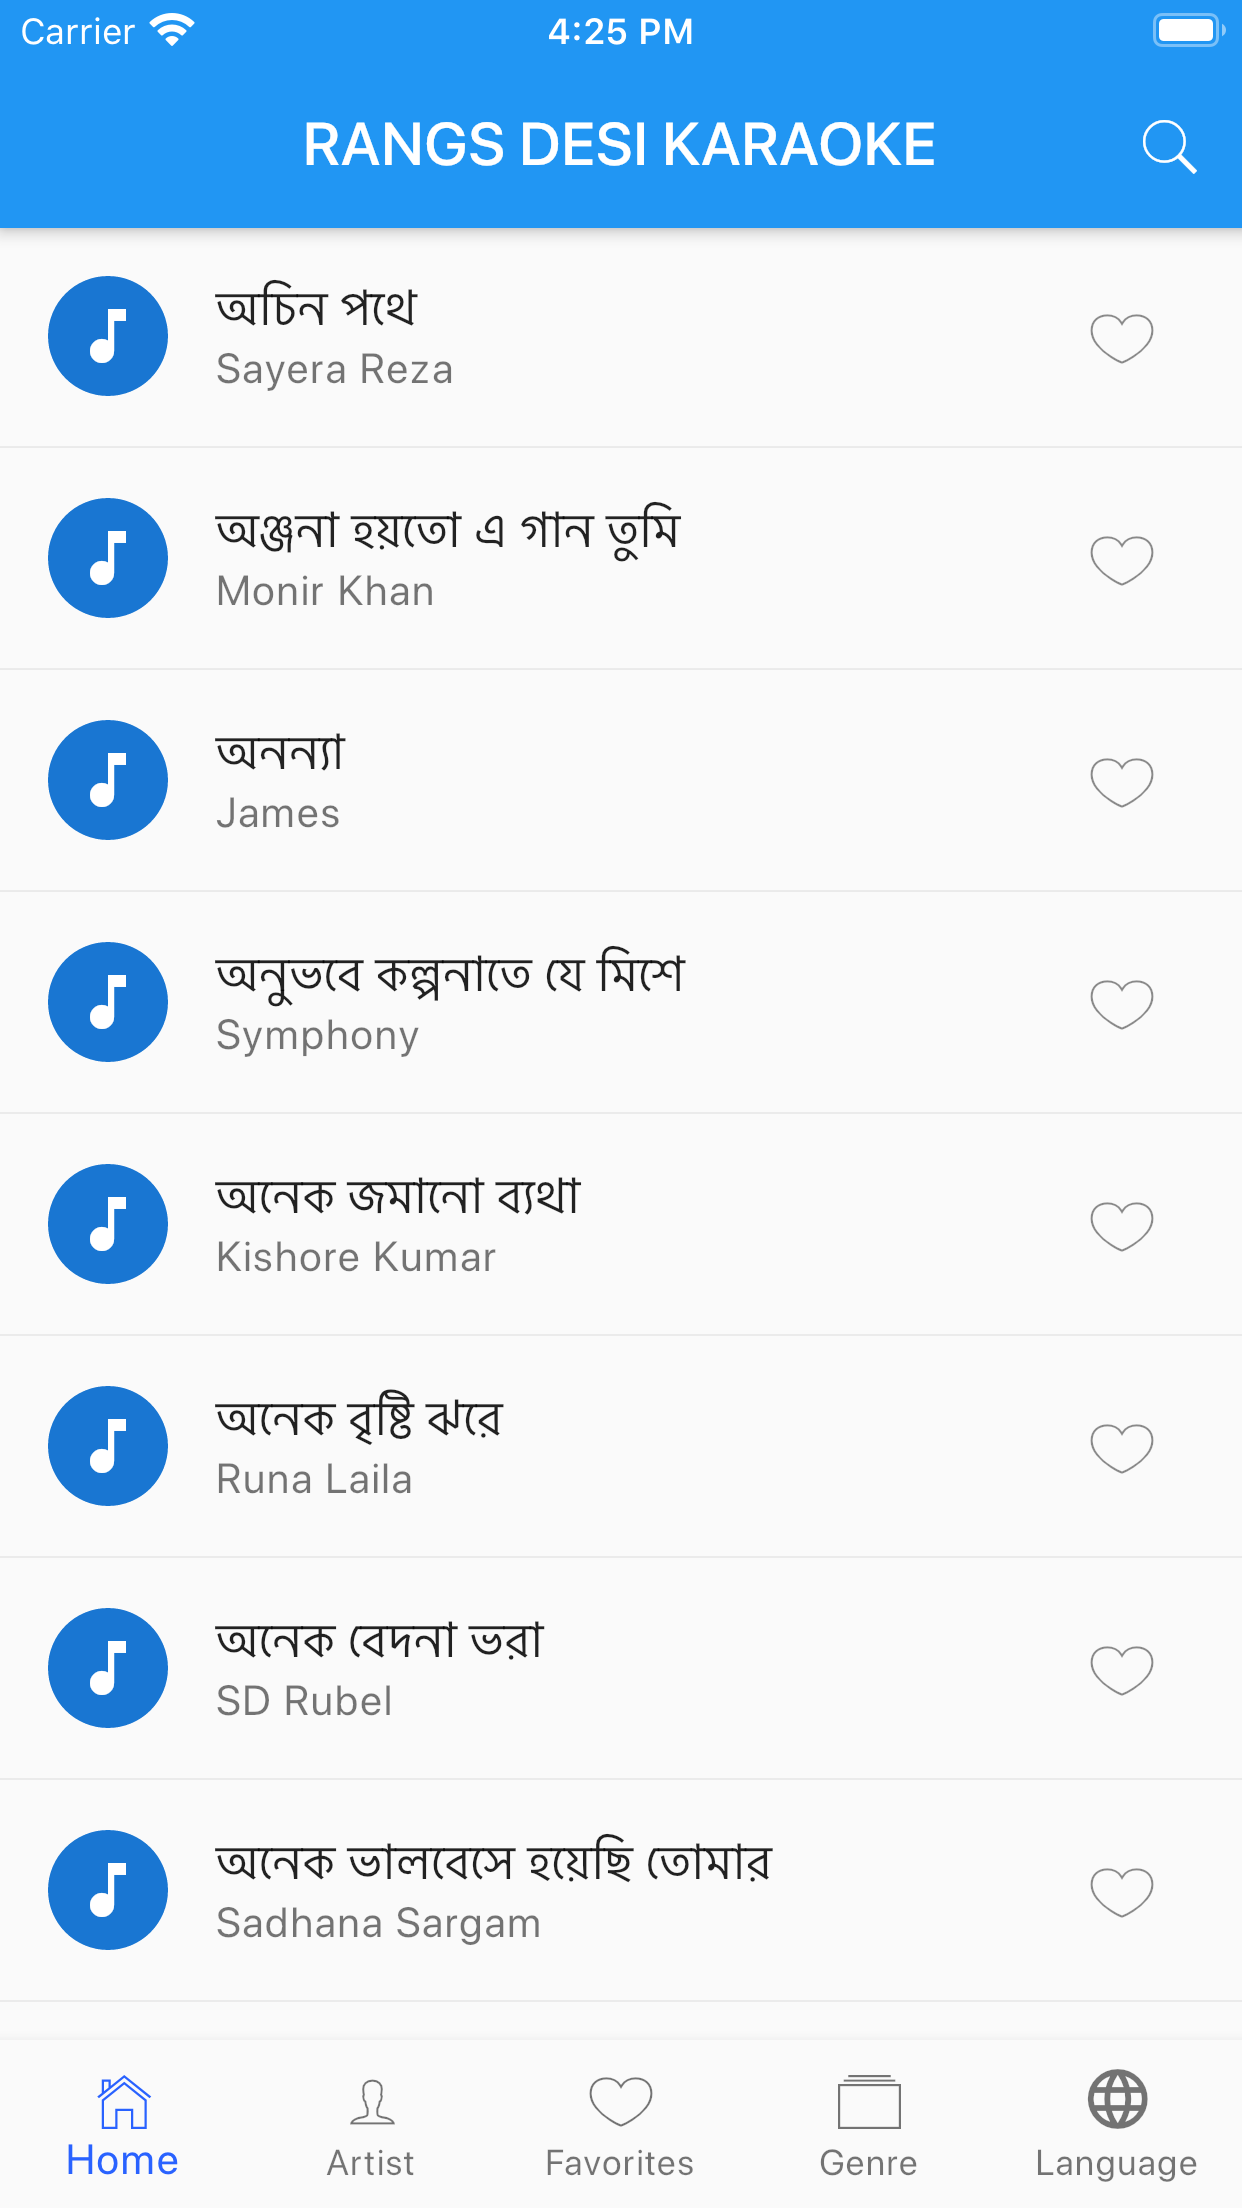 Carrier 4:25 PM
RANGS DESI KARAOKE
অচিন পথে
Sayera Reza
অঞ্জনা হয়তো এ গান তুমি
Monir Khan
অনন্যা
James
অনুভবে কল্পনাতে যে মিশে
Symphony
অনেক জমানো ব্যথা
Kishore Kumar
অনেক বৃষ্টি ঝরে
Runa Laila
অনেক বেদনা ভরা
SD Rubel
অনেক ভালবেসে হয়েছি তোমার
Sadhana Sargam
Home Artist Favorites Genre Language